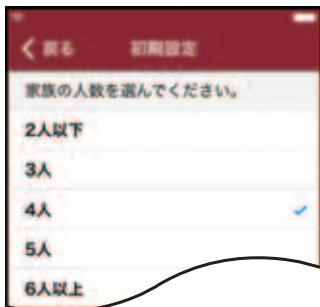 戻る 初期設定
家族の人数を選んでください。
2人以下
3人
4人
5人
6人以上